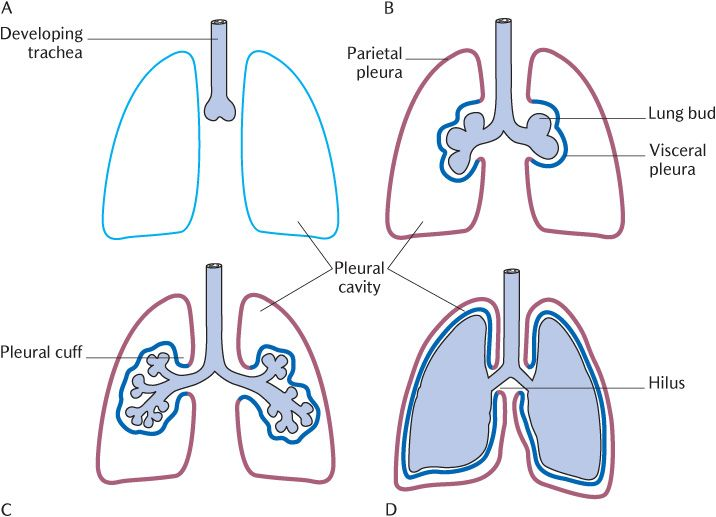 A
B
Developing
trachea
Parietal
pleura
Lung bud
Visceral
pleura
Pleural
cavity
Pleural cuff
Hilus
C
D